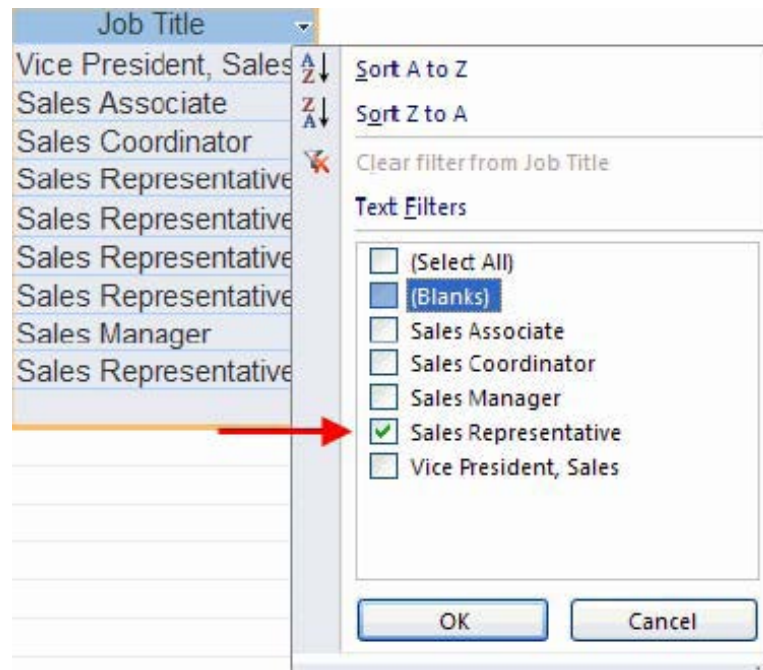 Job Title
Vice President, Sales
Sales Associate
Sales Coordinator
Sales Representative
Sales Representative
Sales Representative
Sales Representative
Sales Manager
Sales Representative
Sort A to Z
Sort Z to A
Clear filter from Job Title
Text Filters
(Select All)
(Blanks)
Sales Associate
Sales Coordinator
Sales Manager
Sales Representative
Vice President, Sales
OK Cancel